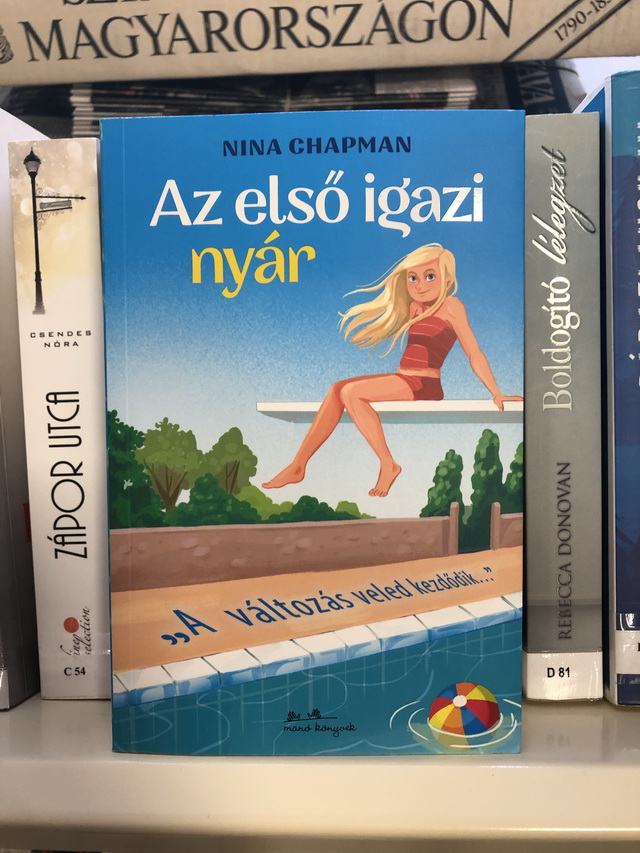 MAGYARORSZÁGON
1790-18
NINA CHAPMAN
Az első igazi
nyár
„A változás veled kezdődik..."
manó könyvek
CSENDES
NÓRA
ZÁPOR UTCA
C 54
Boldogító lélegzet
REBECCA DONOVAN
D 81